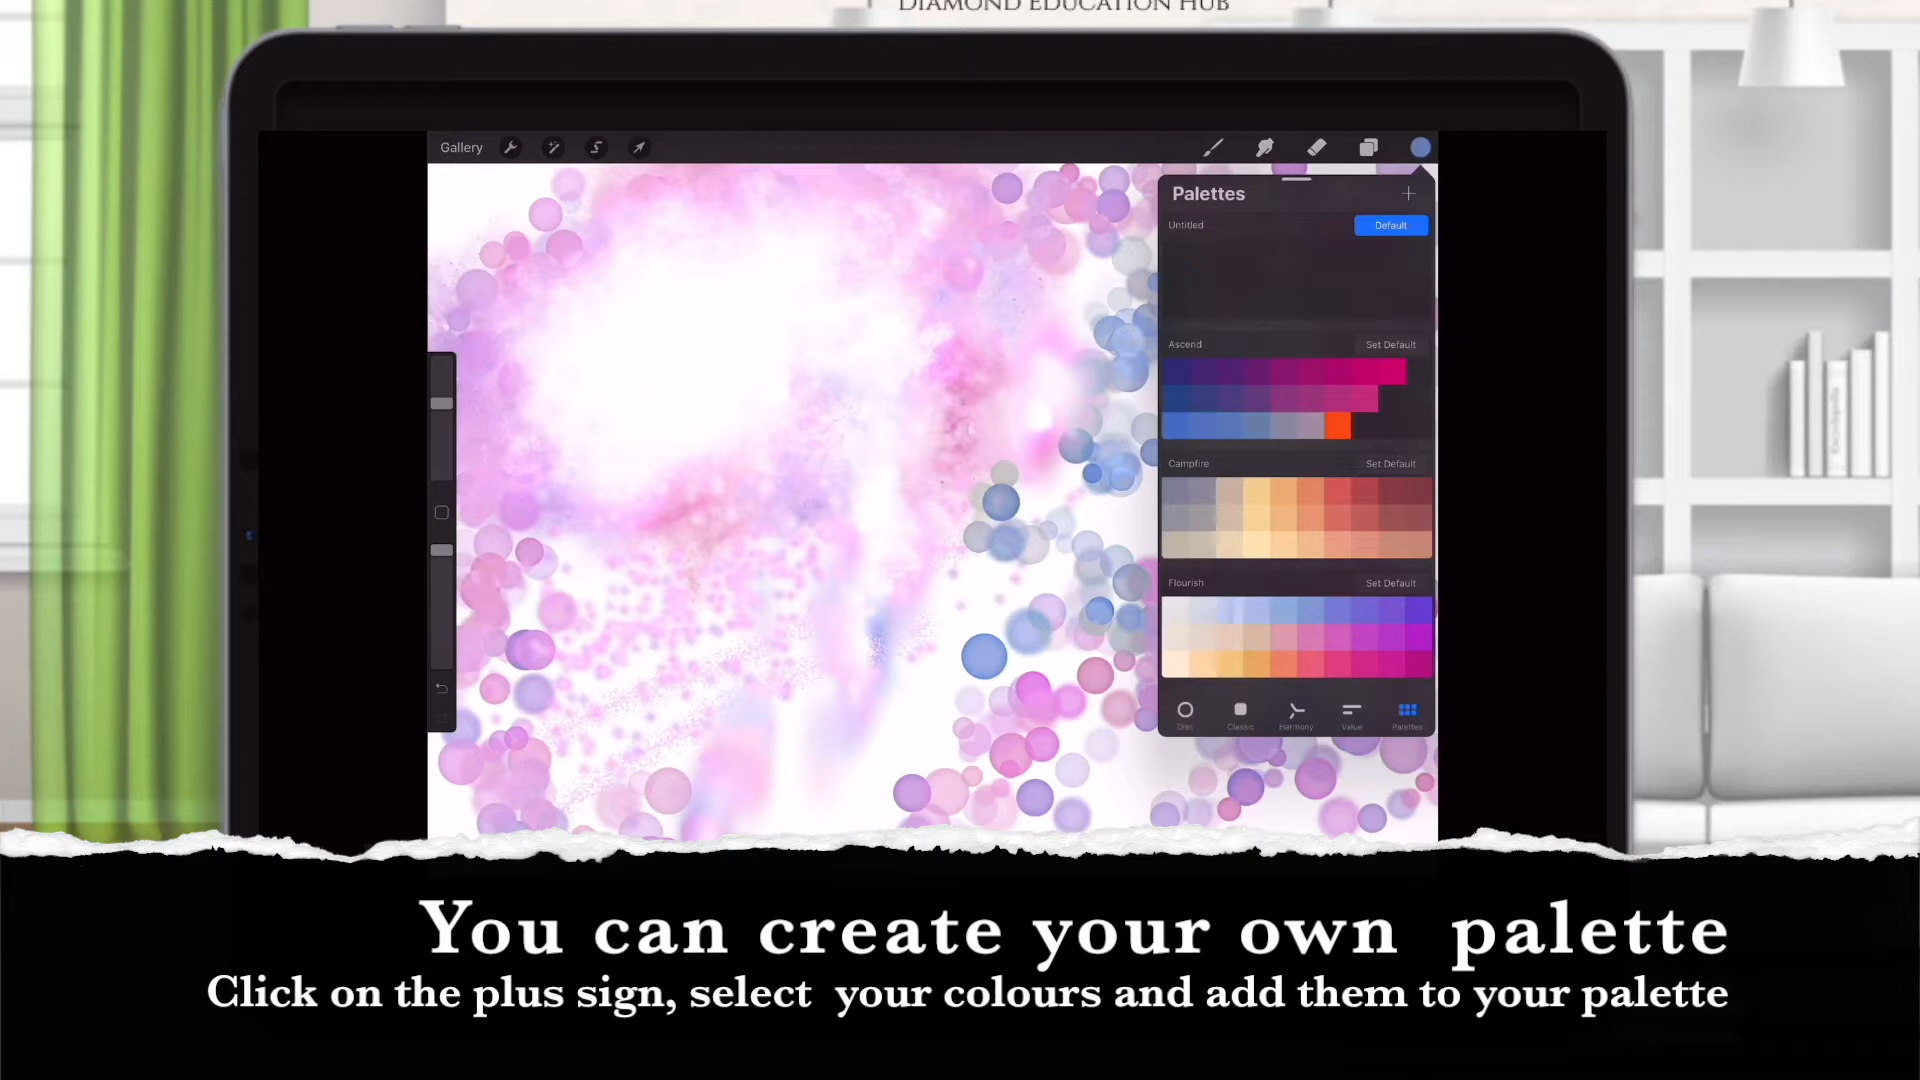 DIAMOND EDUCATION HUB
Gallery
Palettes
Untitled
Default
Ascend
Set Default
Campfire
Set Default
Flourish
Set Default
Disc
Classic
Harmony
Value
Palettes
Encyclopedia
You can create your own palette
Click on the plus sign, select your colours and add them to your palette